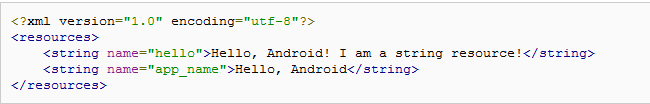 <?xml version="1.0" encoding="utf-8"?>
<resources>
    <string name="hello">Hello, Android! I am a string resource!</string>
    <string name="app_name">Hello, Android</string>
</resources>